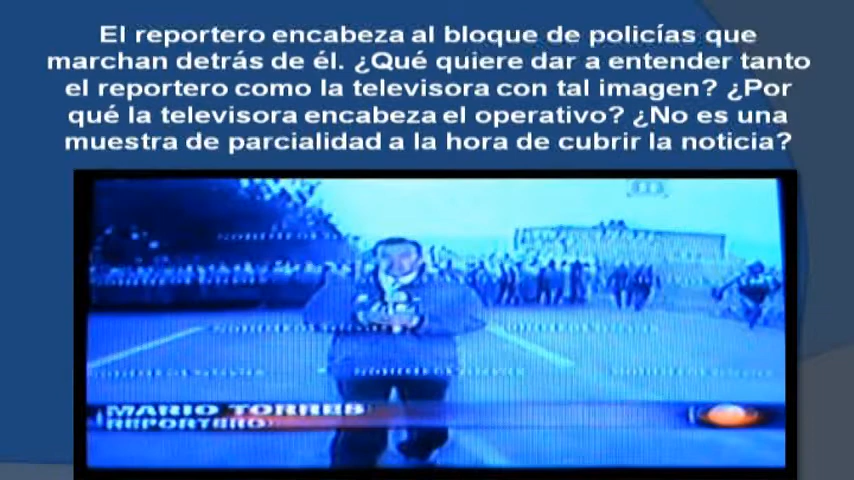 El reportero encabeza al bloque de policías que
marchan detrás de él. ¿Qué quiere dar a entender tanto
el reportero como la televisora con tal imagen? ¿Por
qué la televisora encabeza el operativo? ¿No es una
muestra de parcialidad a la hora de cubrir la noticia?
MARIO TORRES
REPORTERO